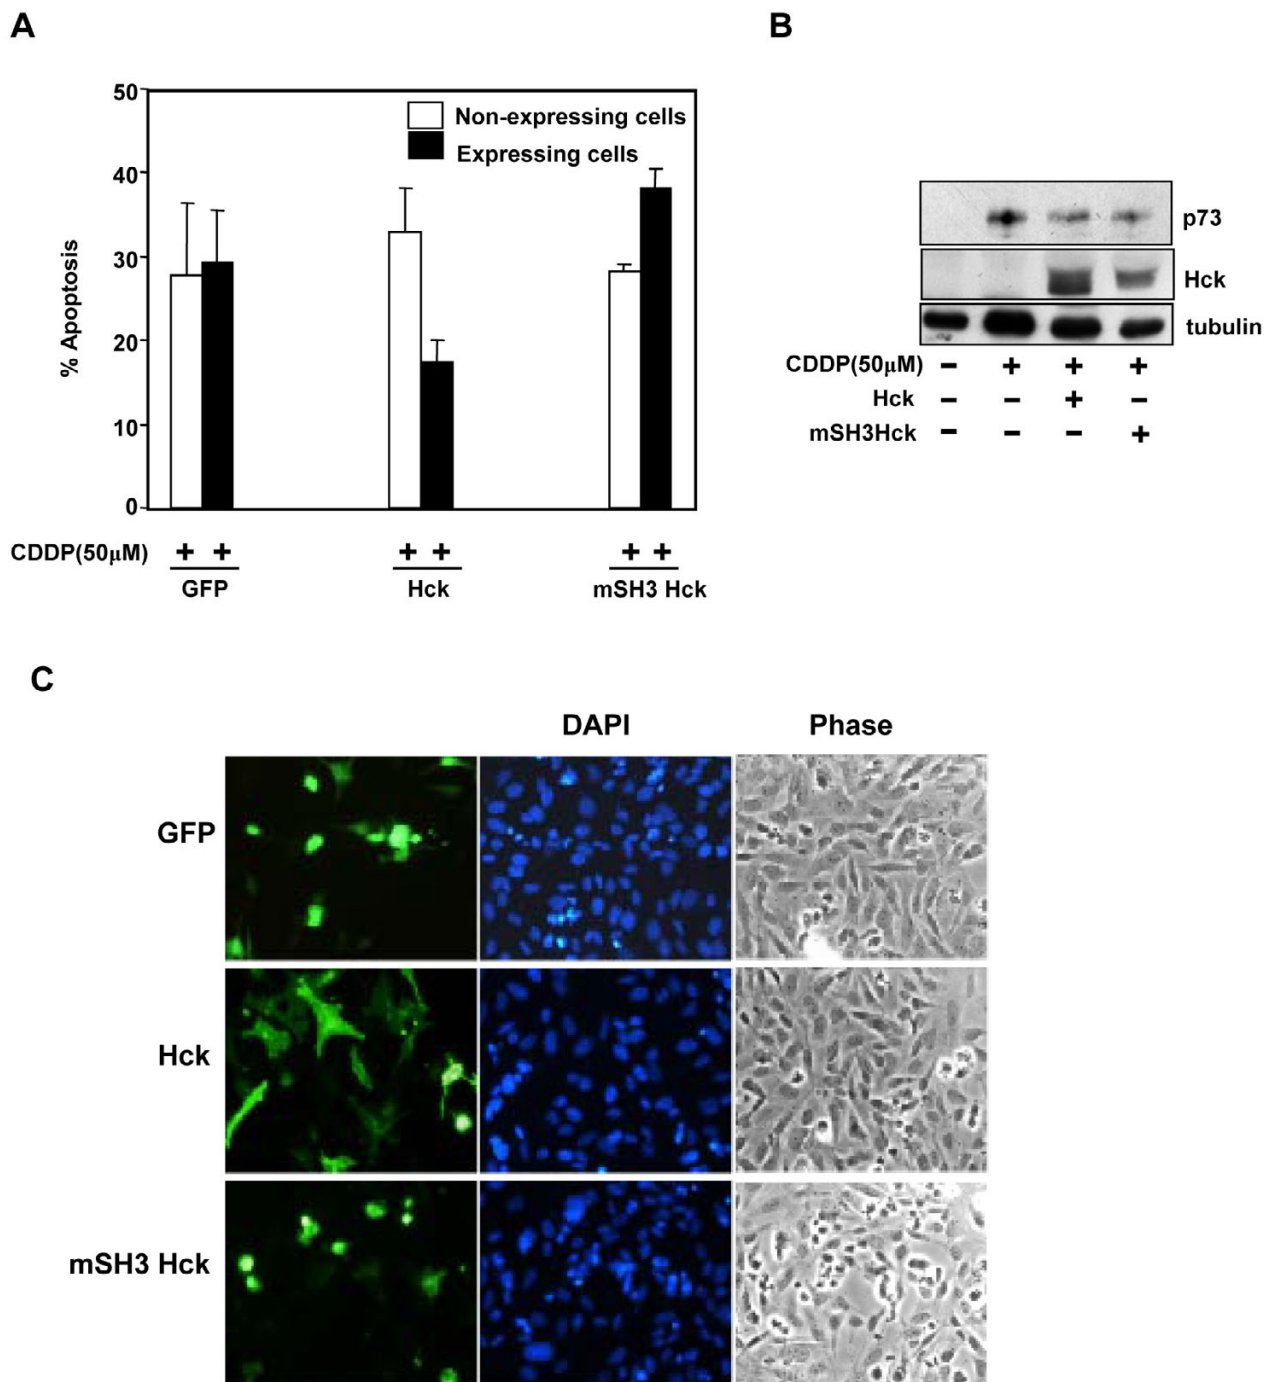 A
50
40
30
20
10
0
% Apoptosis
Non-expressing cells
Expressing cells
CDDP(50μM) + + + + + +
GFP Hck mSH3 Hck
B
p73
Hck
tubulin
CDDP(50μM) - + + +
Hck - - + -
mSH3Hck - - - +
C
DAPI Phase
GFP
Hck
mSH3 Hck